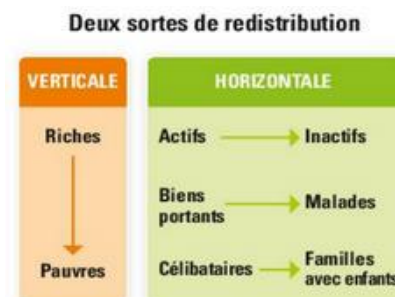 Deux sortes de redistribution
VERTICALE
Riches
Pauvres
HORIZONTALE
Actifs
Inactifs
Biens
portants
Malades
Célibataires
Familles
avec enfants